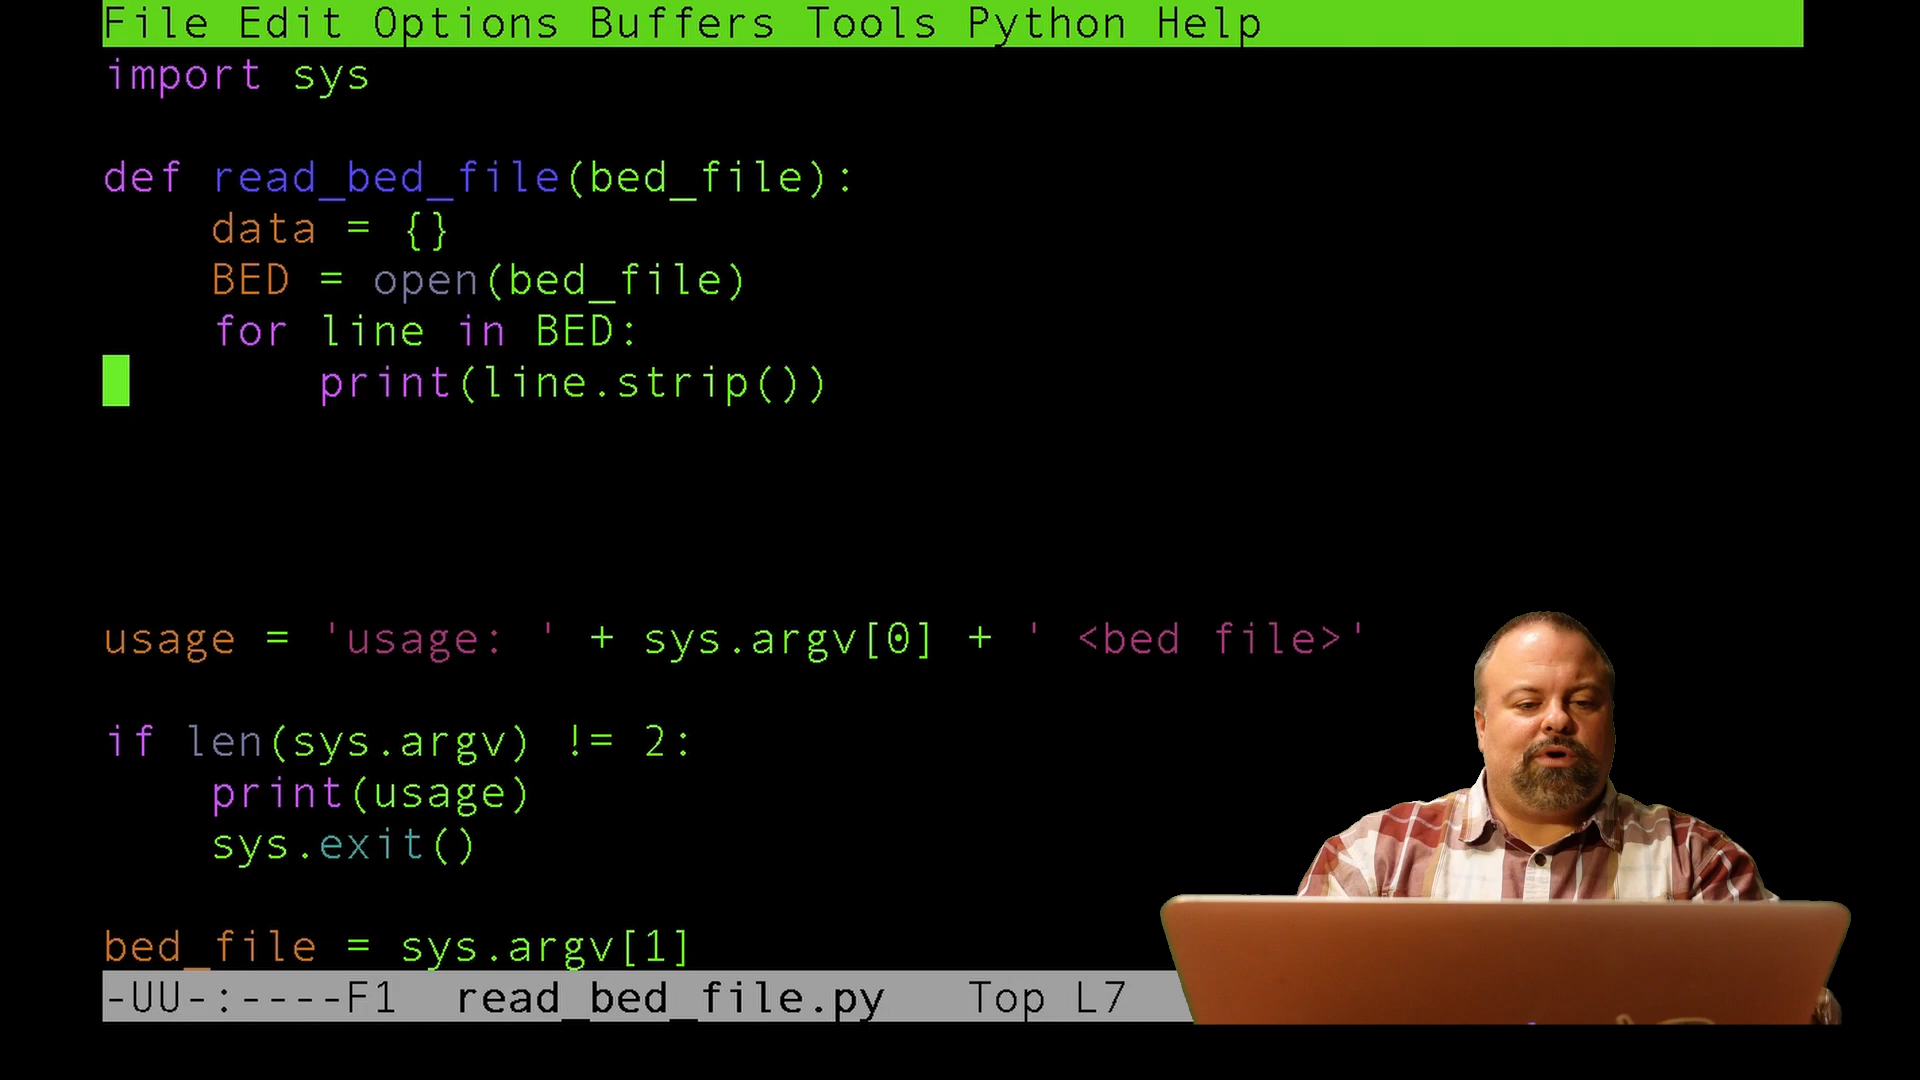 File Edit Options Buffers Tools Python Help
import sys
def read_bed_file(bed_file):
    data = {}
    BED = open(bed_file)
    for line in BED:
        print(line.strip())
usage = 'usage: ' + sys.argv[0] + ' <bed file>'
if len(sys.argv) != 2:
    print(usage)
    sys.exit()
bed_file = sys.argv[1]
-UU-:----F1  read_bed_file.py   Top L7